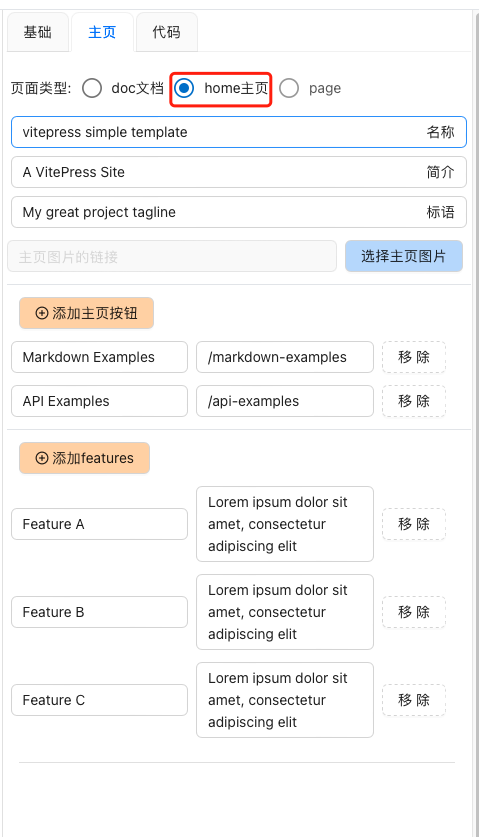 基础 主页 代码
页面类型: doc文档 home主页 page
vitepress simple template 名称
A VitePress Site 简介
My great project tagline 标语
主页图片的链接 选择主页图片
添加主页按钮
Markdown Examples /markdown-examples 移 除
API Examples /api-examples 移 除
添加features
Lorem ipsum dolor sit
Feature A amet, consectetur 移 除
adipiscing elit
Lorem ipsum dolor sit
Feature B amet, consectetur 移 除
adipiscing elit
Lorem ipsum dolor sit
Feature C amet, consectetur 移 除
adipiscing elit